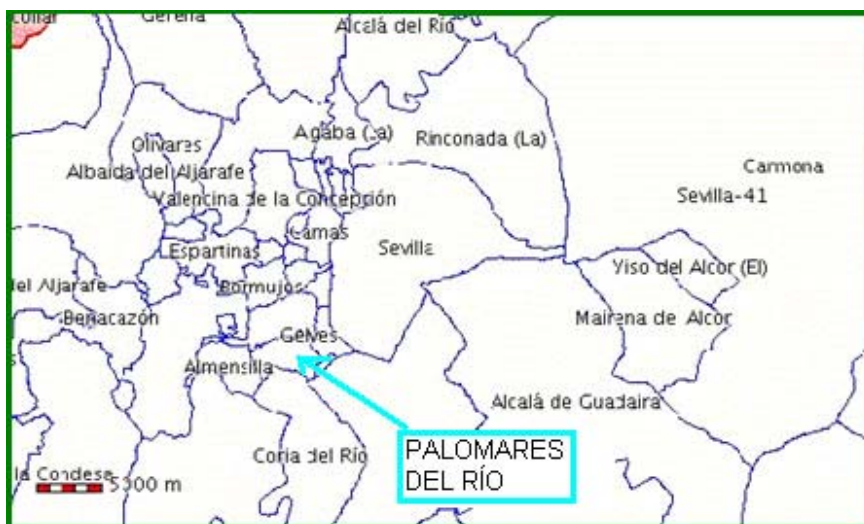 Gerena
Alcalá del Río
Olivares
Agaba (La)
Rinconada (La)
Albaida del Aljarafe
Carmona
Valencina de la Concepción
Sevilla-41
Camas
Espartinas
Sevilla
Viso del Alcor (El)
del Aljarafe
Bormujos
Benacazón
Mairena de Alcor
Gelves
Almensilla
Alcalá de Guadaira
PALOMARES
DEL RÍO
Coria del Río
la Condesa
5000 m